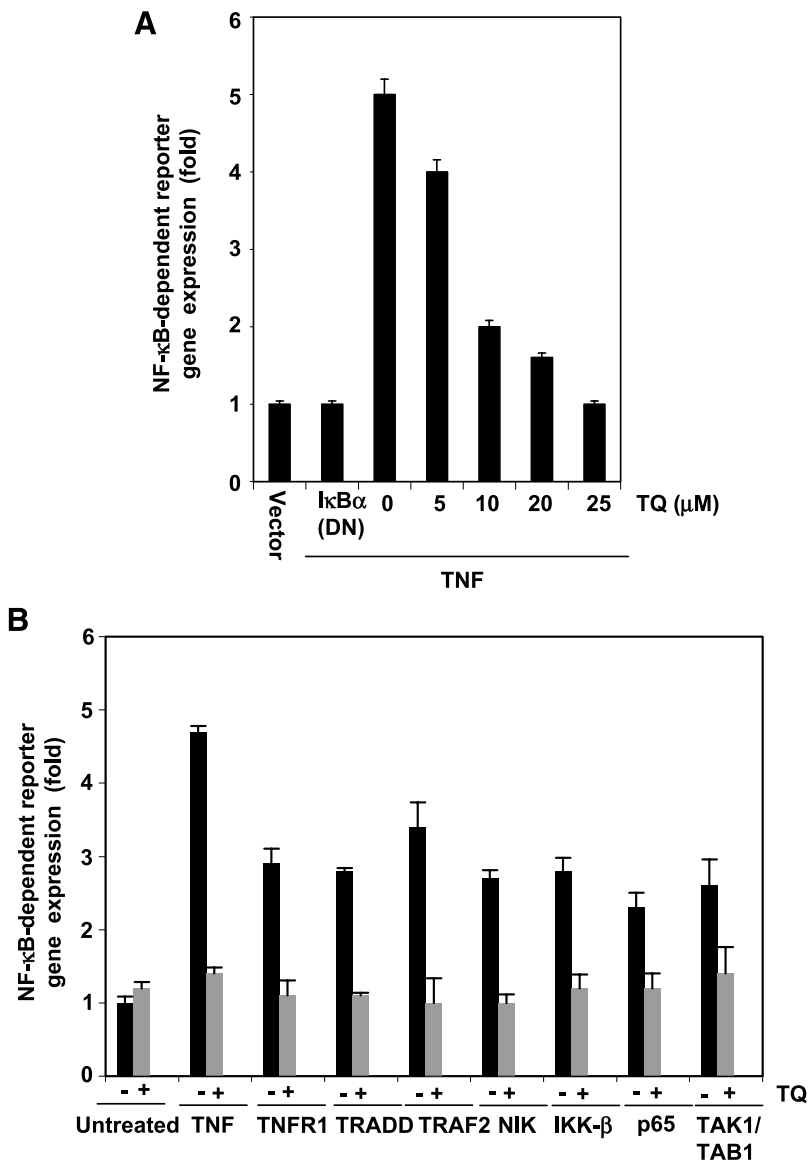 A
NF-κB-dependent reporter
gene expression (fold)
6
5
4
3
2
1
0
Vector
IκBα
(DN)
0 5 10 20 25 TQ (μM)
TNF
B
NF-κB-dependent reporter
gene expression (fold)
6
5
4
3
2
1
0
- + - + - + - + - + - + - + - + - + TQ
Untreated TNF TNFR1 TRADD TRAF2 NIK IKK-β p65 TAK1/
TAB1